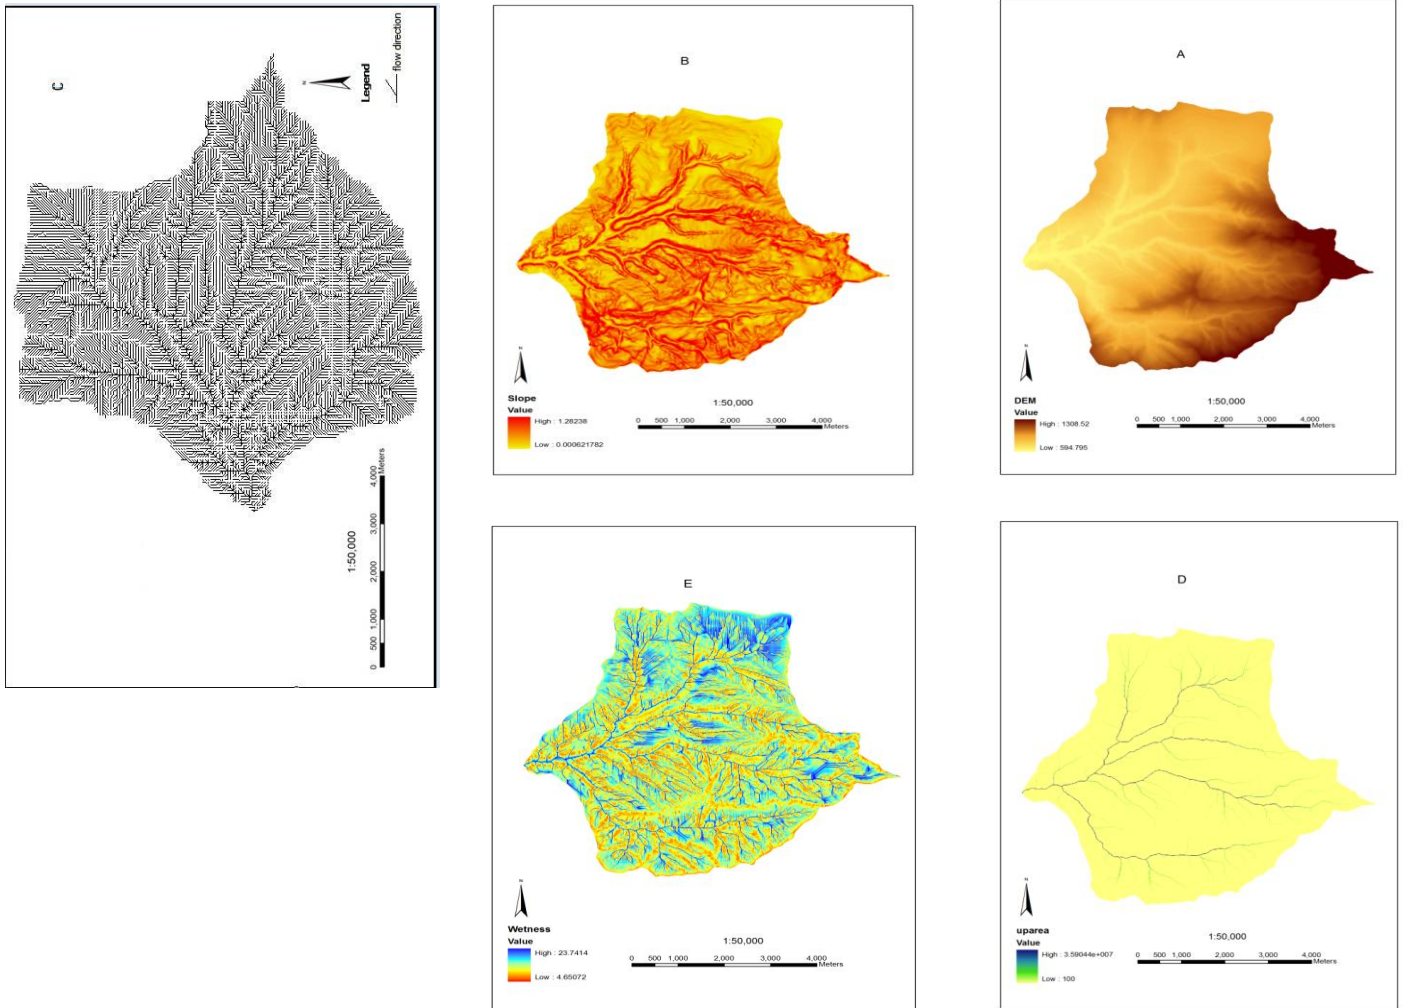 C
N
Legend
flow direction
1:50,000
0 500 1,000 2,000 3,000 4,000
Meters
B
N
Slope
Value
High : 1.28238
Low : 0.000621782
1:50,000
0 500 1,000 2,000 3,000 4,000
Meters
A
N
DEM
Value
High : 1308.52
Low : 594.795
1:50,000
0 500 1,000 2,000 3,000 4,000
Meters
E
N
Wetness
Value
High : 23.7414
Low : 4.65072
1:50,000
0 500 1,000 2,000 3,000 4,000
Meters
D
N
uparea
Value
High : 3.59044e+007
Low : 100
1:50,000
0 500 1,000 2,000 3,000 4,000
Meters